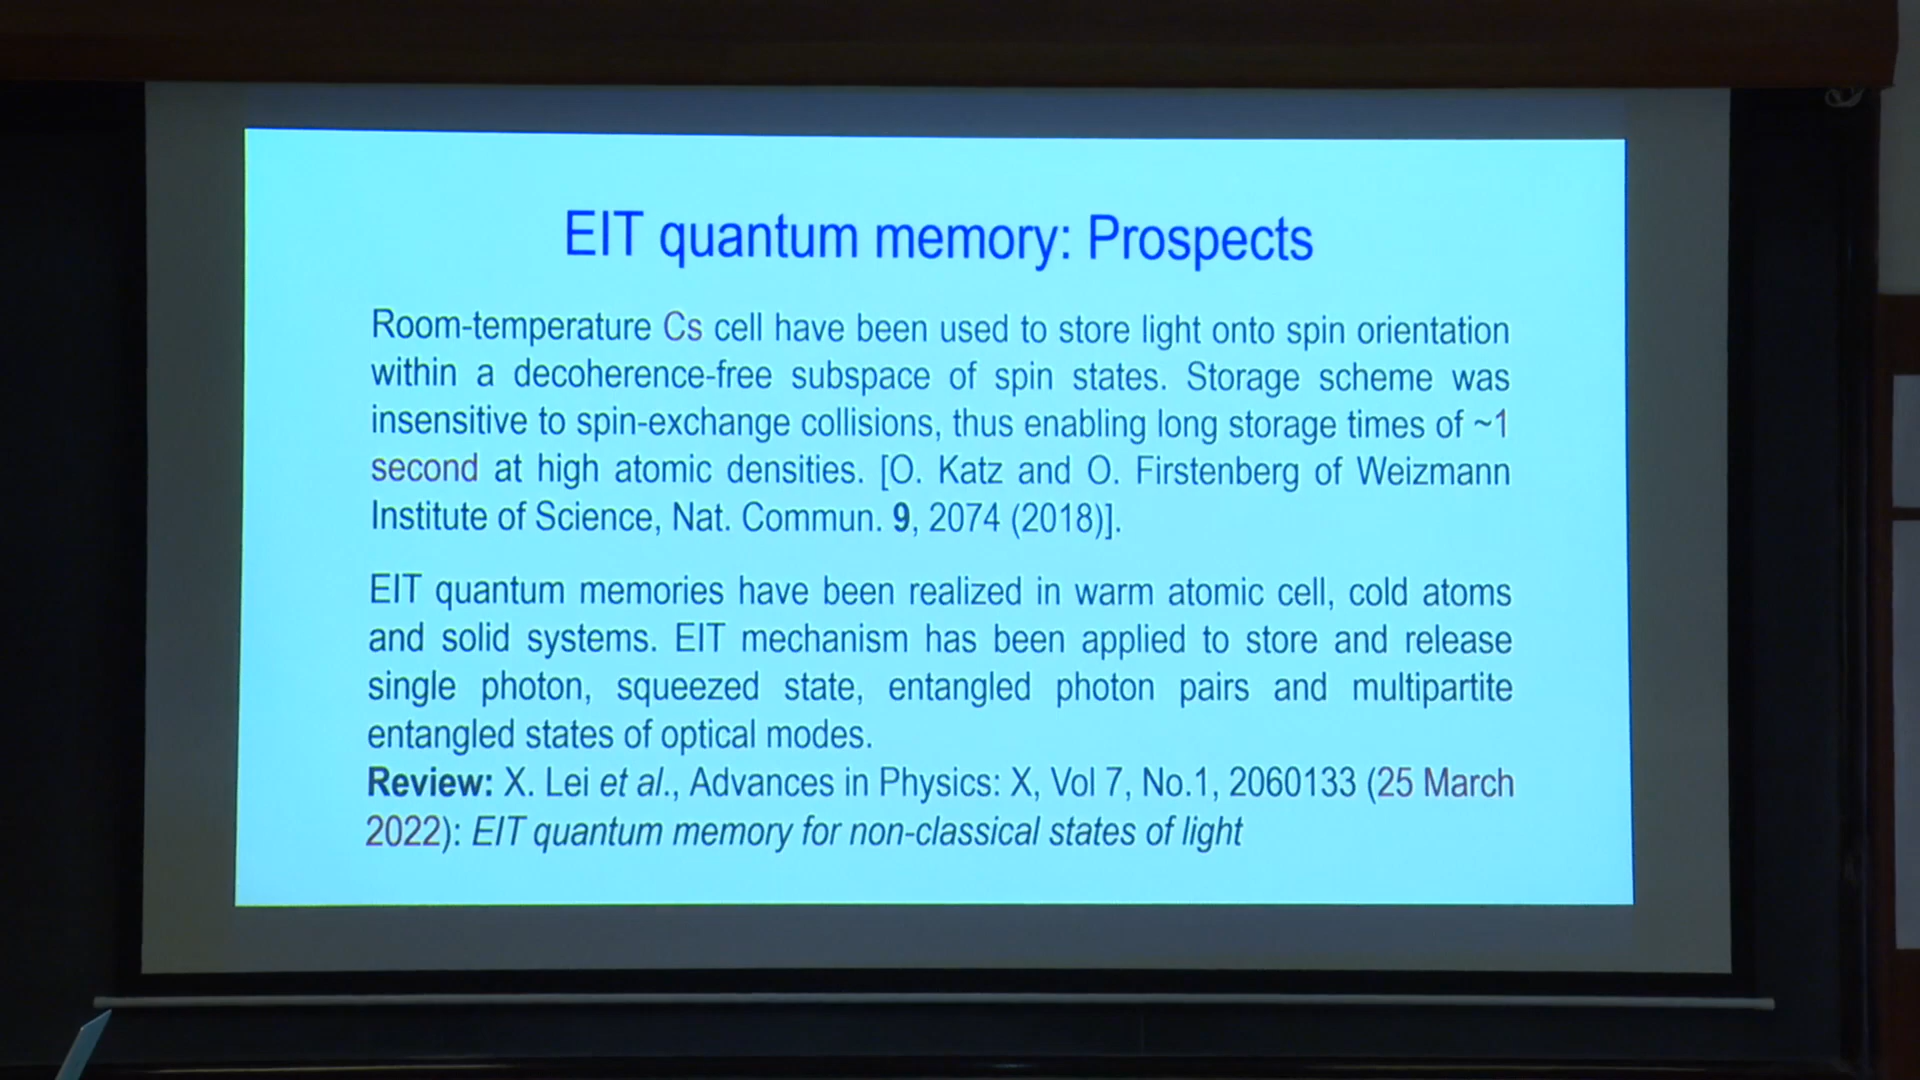 EIT quantum memory: Prospects
Room-temperature Cs cell have been used to store light onto spin orientation
within a decoherence-free subspace of spin states. Storage scheme was
insensitive to spin-exchange collisions, thus enabling long storage times of ~1
second at high atomic densities. [O. Katz and O. Firstenberg of Weizmann
Institute of Science, Nat. Commun. 9, 2074 (2018)].
EIT quantum memories have been realized in warm atomic cell, cold atoms
and solid systems. EIT mechanism has been applied to store and release
single photon, squeezed state, entangled photon pairs and multipartite
entangled states of optical modes.
Review: X. Lei et al., Advances in Physics: X, Vol 7, No.1, 2060133 (25 March
2022): EIT quantum memory for non-classical states of light